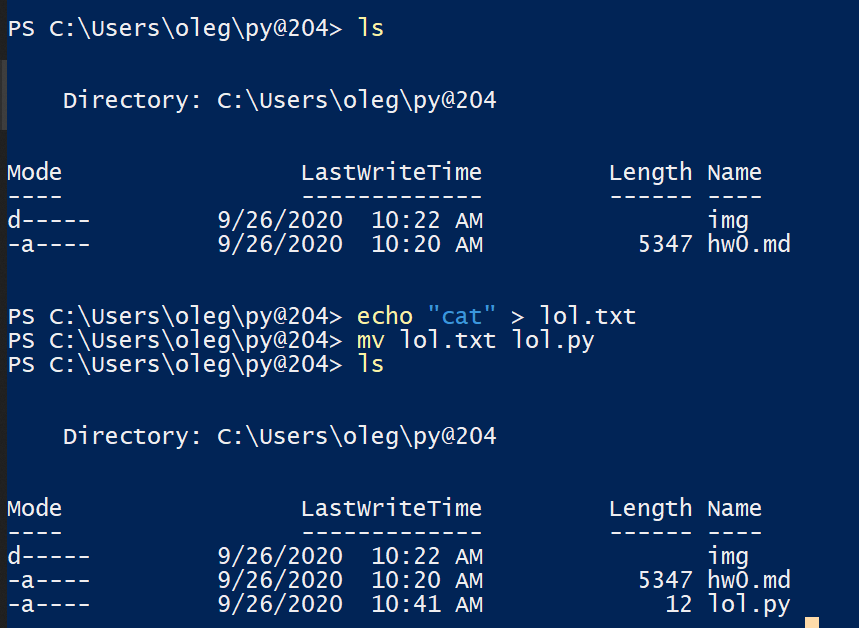 PS C:\Users\oleg\py@204> ls
Directory: C:\Users\oleg\py@204
Mode LastWriteTime Length Name
---- ------------- ------ ----
d----- 9/26/2020 10:22 AM img
-a---- 9/26/2020 10:20 AM 5347 hw0.md
PS C:\Users\oleg\py@204> echo "cat" > lol.txt
PS C:\Users\oleg\py@204> mv lol.txt lol.py
PS C:\Users\oleg\py@204> ls
Directory: C:\Users\oleg\py@204
Mode LastWriteTime Length Name
---- ------------- ------ ----
d----- 9/26/2020 10:22 AM img
-a---- 9/26/2020 10:20 AM 5347 hw0.md
-a---- 9/26/2020 10:41 AM 12 lol.py